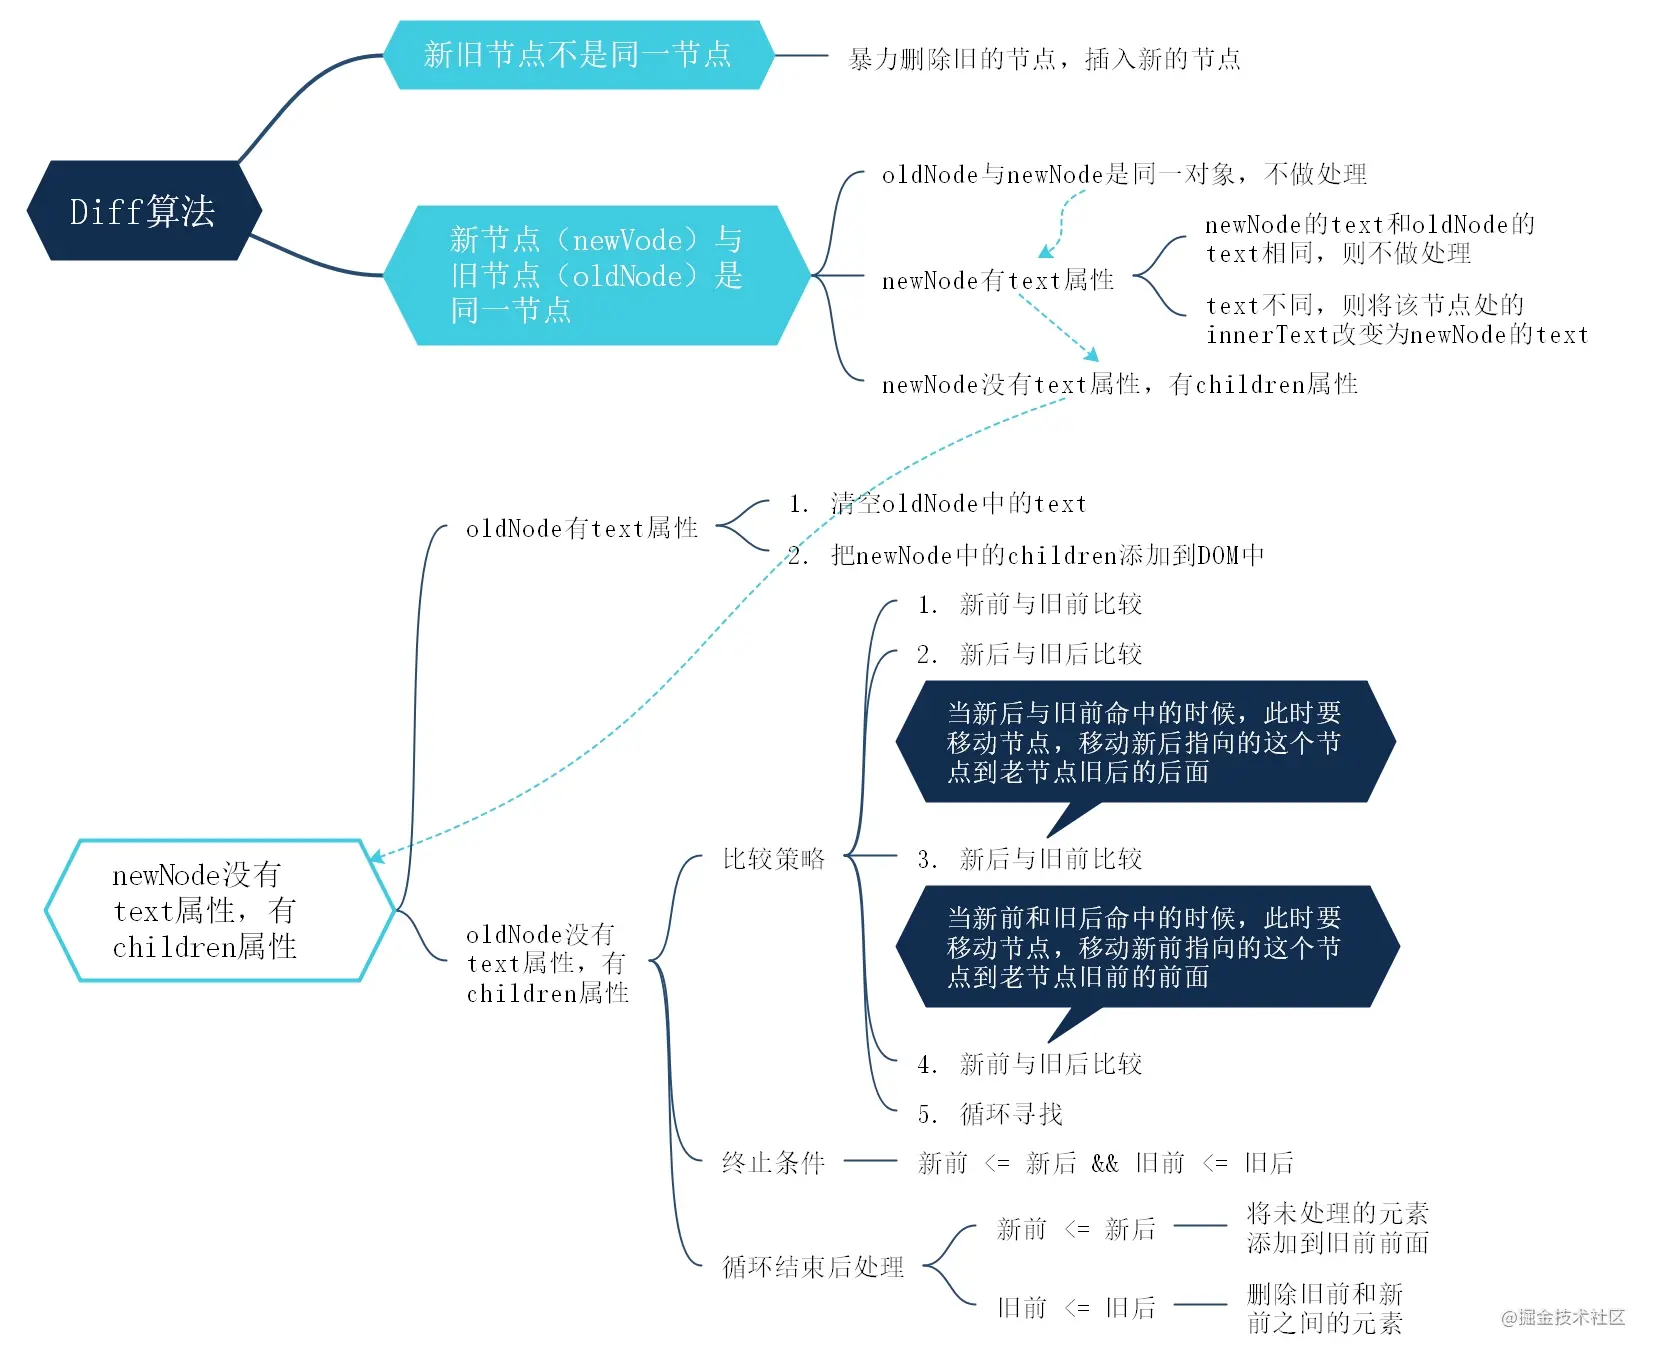 新旧节点不是同一节点
暴力删除旧的节点，插入新的节点
Diff算法
新节点（newVode）与
旧节点（oldNode）是
同一节点
oldNode与newNode是同一对象，不做处理
newNode有text属性
newNode的text和oldNode的
text相同，则不做处理
text不同，则将该节点处的
innerText改变为newNode的text
newNode没有text属性，有children属性
newNode没有
text属性，有
children属性
oldNode有text属性
1. 清空oldNode中的text
2. 把newNode中的children添加到DOM中
oldNode没有
text属性，有
children属性
比较策略
1. 新前与旧前比较
2. 新后与旧后比较
当新后与旧前命中的时候，此时要
移动节点，移动新后指向的这个节
点到老节点旧后的后面
3. 新后与旧前比较
当新前和旧后命中的时候，此时要
移动节点，移动新前指向的这个节
点到老节点旧前的前面
4. 新前与旧后比较
5. 循环寻找
终止条件
新前 <= 新后 && 旧前 <= 旧后
循环结束后处理
新前 <= 新后
将未处理的元素
添加到旧前前面
旧前 <= 旧后
删除旧前和新
前之间的元素
@掘金技术社区